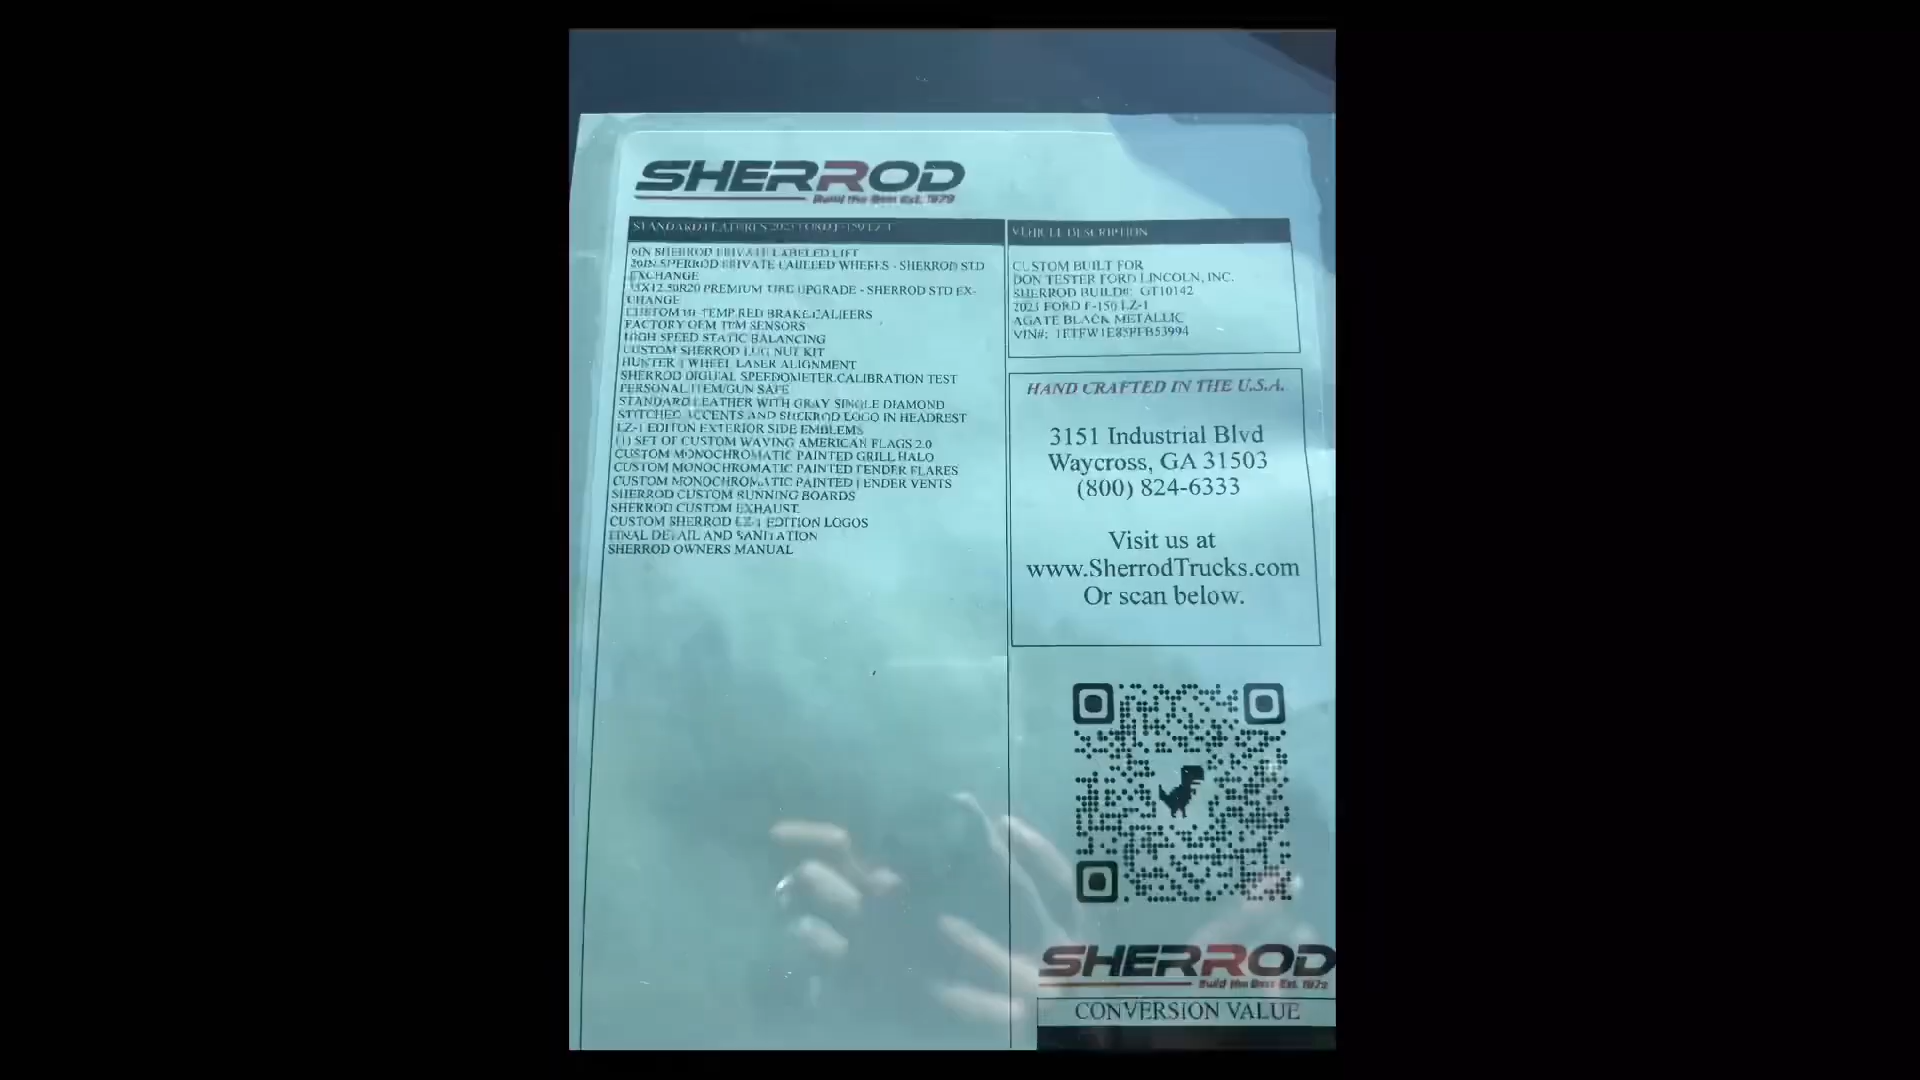 SHERROD
Build the Best Est. 1979
STANDARD FEATURES 2023 FORD F-150 LZ-1
6IN SHERROD PRIVATE LABELED LIFT
20IN SHERROD PRIVATE LABELED WHEELS - SHERROD STD
EXCHANGE
PREMIUM TIRE UPGRADE - SHERROD STD EX-
CHANGE
CUSTOM HI-TEMP RED BRAKE CALIPERS
FACTORY OEM TPM SENSORS
HIGH SPEED STATIC BALANCING
CUSTOM SHERROD LUG NUT KIT
HUNTER 4 WHEEL LASER ALIGNMENT
SHERROD DIGITAL SPEEDOMETER CALIBRATION TEST
PERSONAL ITEM/GUN SAFE
STANDARD LEATHER WITH GRAY SINGLE DIAMOND
STITCHED ACCENTS AND SHERROD LOGO IN HEADREST
LZ-1 EDITON EXTERIOR SIDE EMBLEMS
(1) SET OF CUSTOM WAVING AMERICAN FLAGS 2.0
CUSTOM MONOCHROMATIC PAINTED GRILL HALO
CUSTOM MONOCHROMATIC PAINTED FENDER FLARES
CUSTOM MONOCHROMATIC PAINTED FENDER VENTS
SHERROD CUSTOM RUNNING BOARDS
SHERROD CUSTOM EXHAUST
CUSTOM SHERROD LZ-1 EDITION LOGOS
FINAL DETAIL AND SANITATION
SHERROD OWNERS MANUAL
VEHICLE DESCRIPTION
CUSTOM BUILT FOR
DON TESTER FORD LINCOLN, INC.
SHERROD BUILD#: GT10142
2023 FORD F-150 LZ-1
AGATE BLACK METALLIC
VIN#:
HAND CRAFTED IN THE U.S.A.
3151 Industrial Blvd
Waycross, GA 31503
(800) 824-6333
Visit us at
www.SherrodTrucks.com
Or scan below.
SHERROD
Build the Best Est. 1979
CONVERSION VALUE